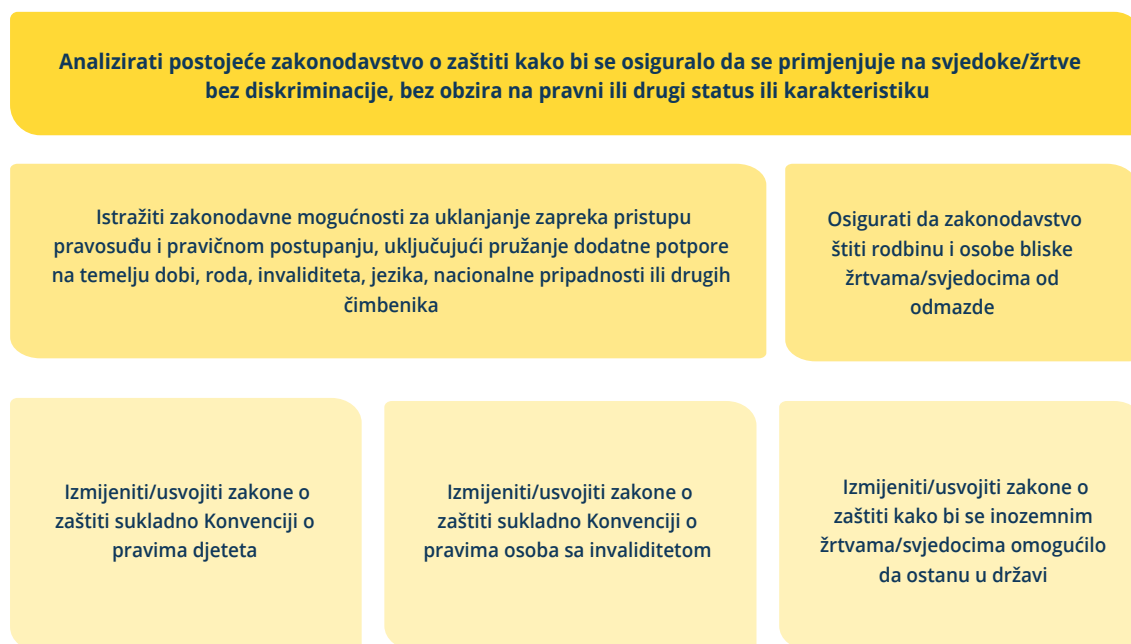 Analizirati postojeće zakonodavstvo o zaštiti kako bi se osiguralo da se primjenjuje na svjedoke/žrtve
bez diskriminacije, bez obzira na pravni ili drugi status ili karakteristiku
Istražiti zakonodavne mogućnosti za uklanjanje zapreka pristupu
pravosuđu i pravičnom postupanju, uključujući pružanje dodatne potpore
na temelju dobi, roda, invaliditeta, jezika, nacionalne pripadnosti ili drugih
čimbenika
Osigurati da zakonodavstvo
štiti rodbinu i osobe bliske
žrtvama/svjedocima od
odmazde
Izmijeniti/usvojiti zakone o
zaštiti sukladno Konvenciji o
pravima djeteta
Izmijeniti/usvojiti zakone o
zaštiti sukladno Konvenciji o
pravima osoba sa invaliditetom
Izmijeniti/usvojiti zakone o
zaštiti kako bi se inozemnim
žrtvama/svjedocima omogućilo
da ostanu u državi